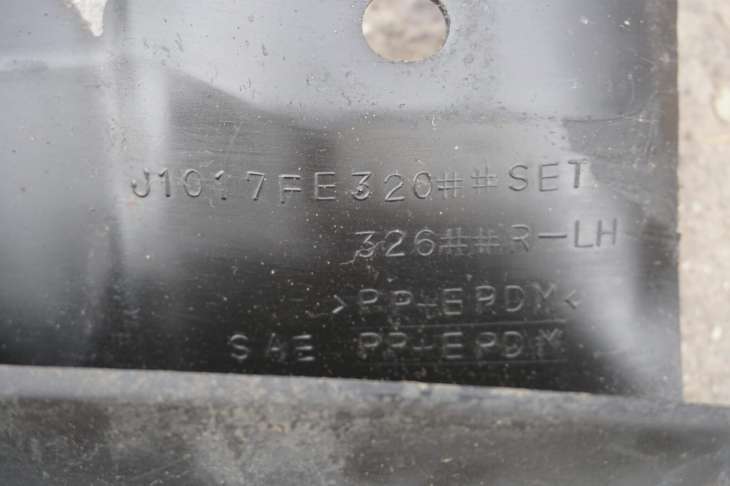 J1017FE320##SET
326##R-LH
>PP+EPDM<
SAE PP+EPDM